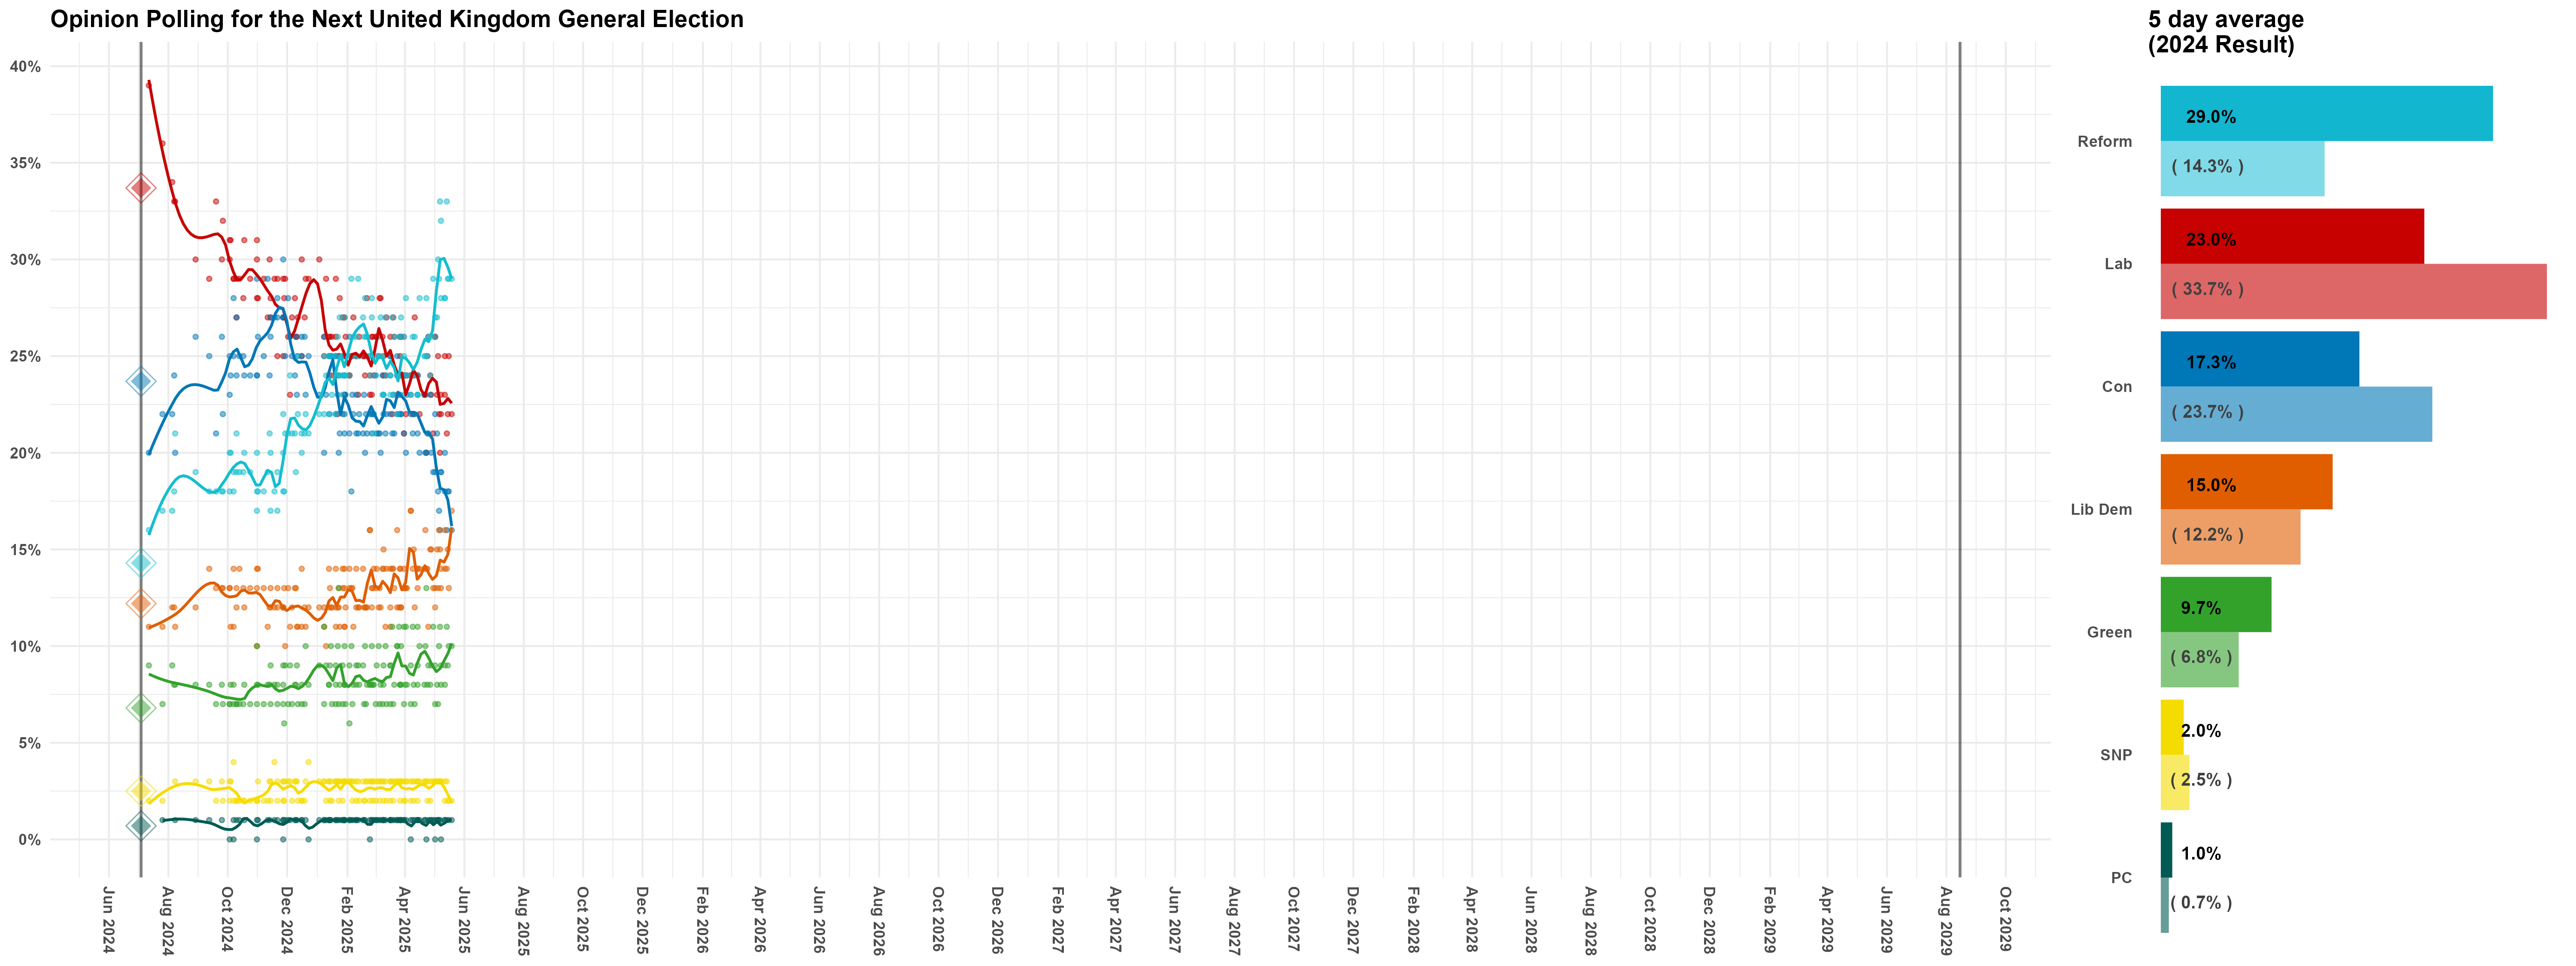 Opinion Polling for the Next United Kingdom General Election
40%
35%
30%
25%
20%
15%
10%
5%
0%
Jun 2024
Aug 2024
Oct 2024
Dec 2024
Feb 2025
Apr 2025
Jun 2025
Aug 2025
Oct 2025
Dec 2025
Feb 2026
Apr 2026
Jun 2026
Aug 2026
Oct 2026
Dec 2026
Feb 2027
Apr 2027
Jun 2027
Aug 2027
Oct 2027
Dec 2027
Feb 2028
Apr 2028
Jun 2028
Aug 2028
Oct 2028
Dec 2028
Feb 2029
Apr 2029
Jun 2029
Aug 2029
Oct 2029
5 day average
(2024 Result)
Reform
29.0%
( 14.3% )
Lab
23.0%
( 33.7% )
Con
17.3%
( 23.7% )
Lib Dem
15.0%
( 12.2% )
Green
9.7%
( 6.8% )
SNP
2.0%
( 2.5% )
PC
1.0%
( 0.7% )